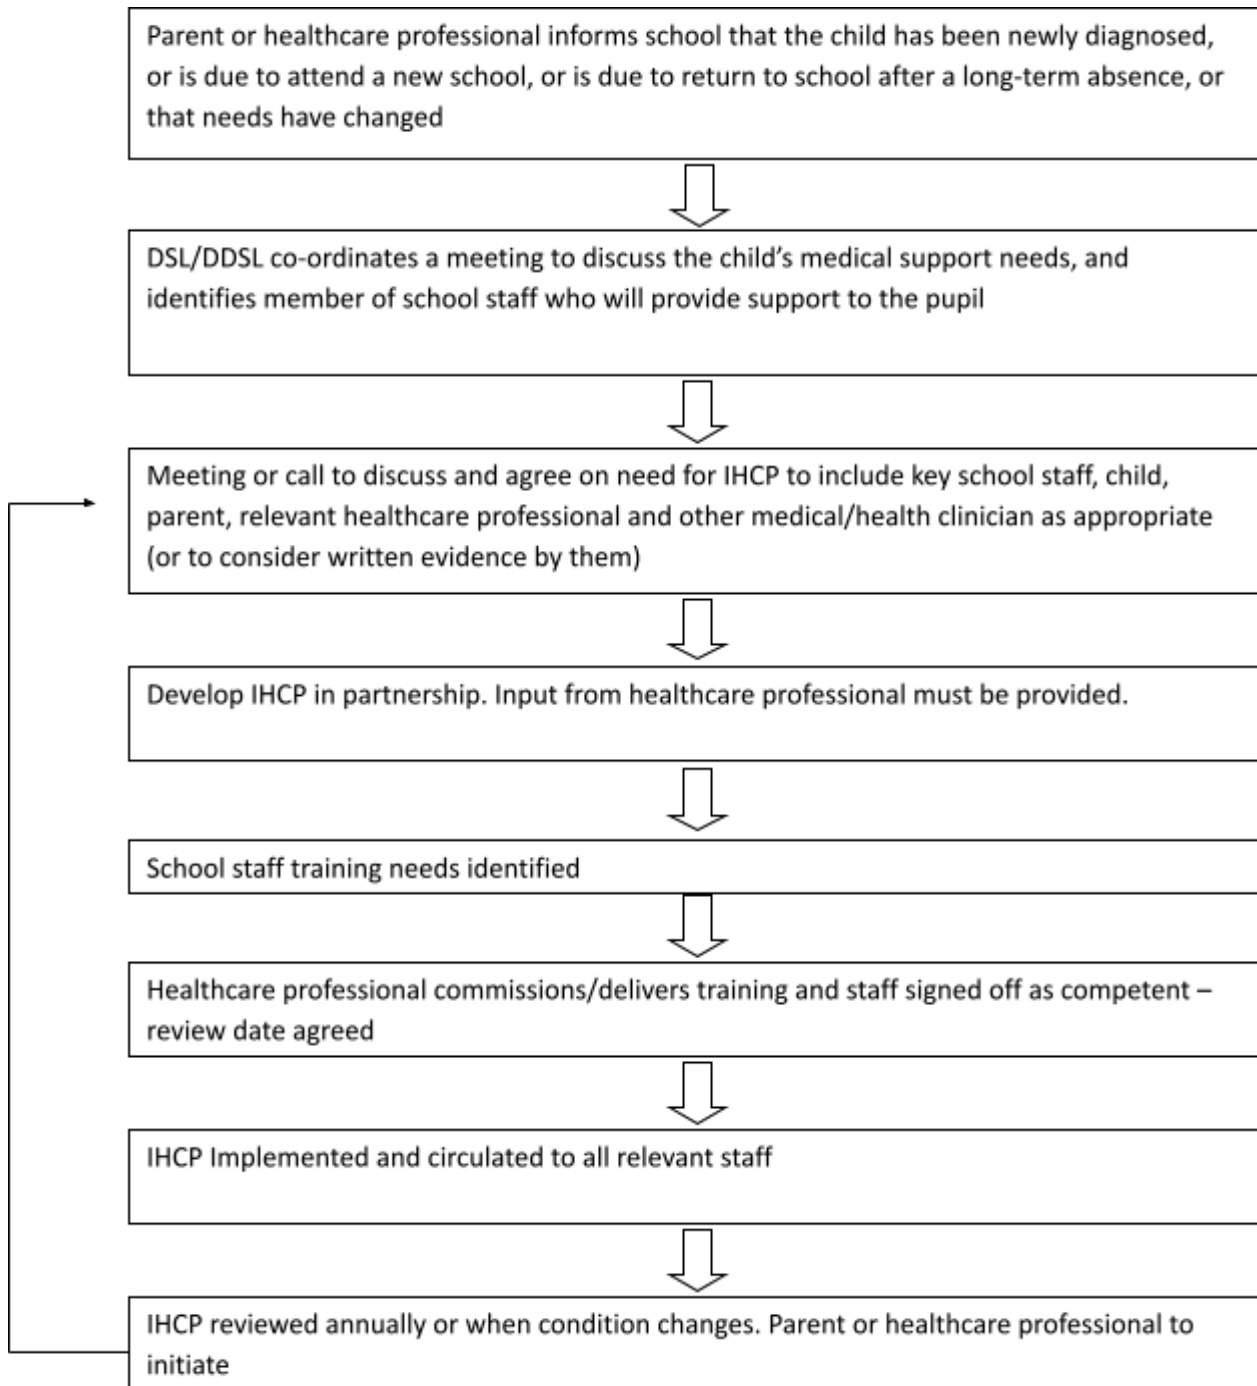 Parent or healthcare professional informs school that the child has been newly diagnosed,
or is due to attend a new school, or is due to return to school after a long-term absence, or
that needs have changed
DSL/DDSL co-ordinates a meeting to discuss the child's medical support needs, and
identifies member of school staff who will provide support to the pupil
Meeting or call to discuss and agree on need for IHCP to include key school staff, child,
parent, relevant healthcare professional and other medical/health clinician as appropriate
(or to consider written evidence by them)
Develop IHCP in partnership. Input from healthcare professional must be provided.
School staff training needs identified
Healthcare professional commissions/delivers training and staff signed off as competent –
review date agreed
IHCP Implemented and circulated to all relevant staff
IHCP reviewed annually or when condition changes. Parent or healthcare professional to
initiate